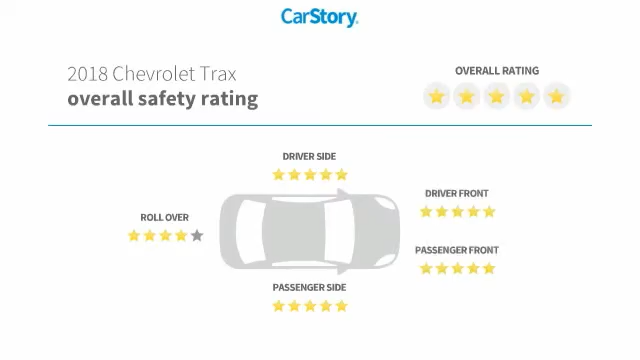 CarStory
2018 Chevrolet Trax
overall safety rating
OVERALL RATING
DRIVER SIDE
DRIVER FRONT
ROLL OVER
PASSENGER FRONT
PASSENGER SIDE